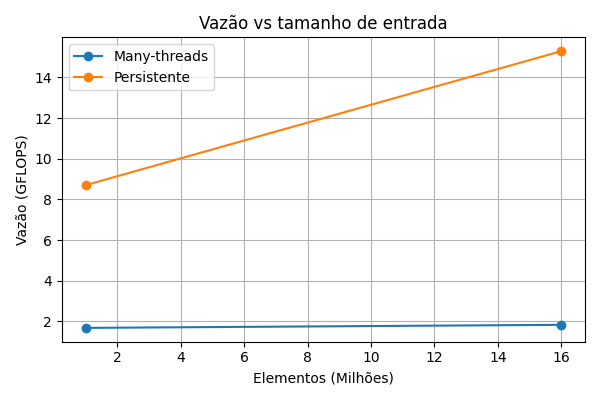 Vazão vs tamanho de entrada
Many-threads
Persistente
Vazão (GFLOPS)
14
12
10
8
6
4
2
2 4 6 8 10 12 14 16
Elementos (Milhões)